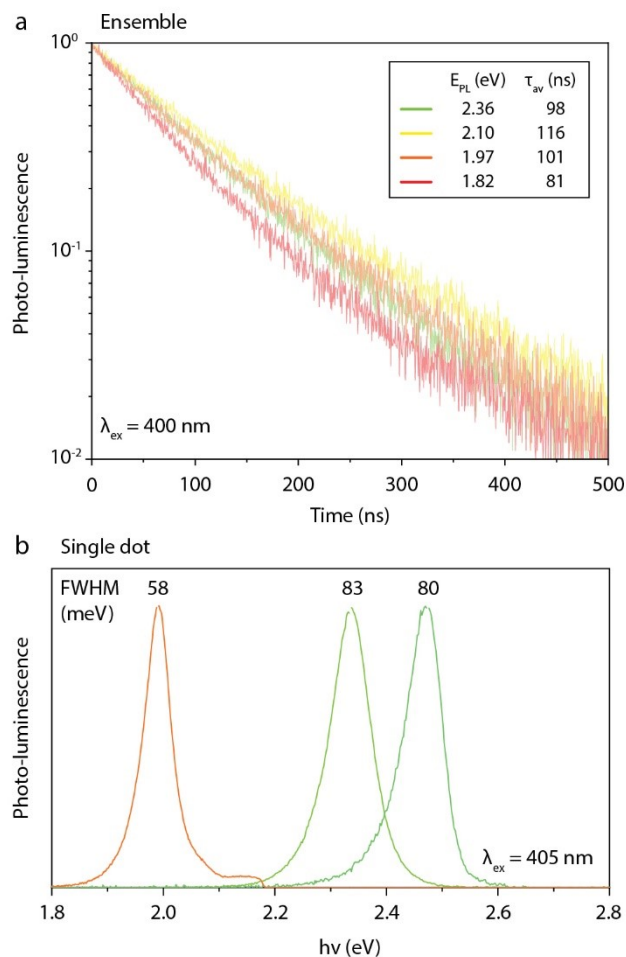 a Ensemble
Photo-luminescence
10⁰
10⁻¹
10⁻²
E_PL (eV) τ_av (ns)
2.36 98
2.10 116
1.97 101
1.82 81
λ_ex = 400 nm
0 100 200 300 400 500
Time (ns)
b Single dot
FWHM 58 83 80
(meV)
Photo-luminescence
λ_ex = 405 nm
1.8 2.0 2.2 2.4 2.6 2.8
hν (eV)